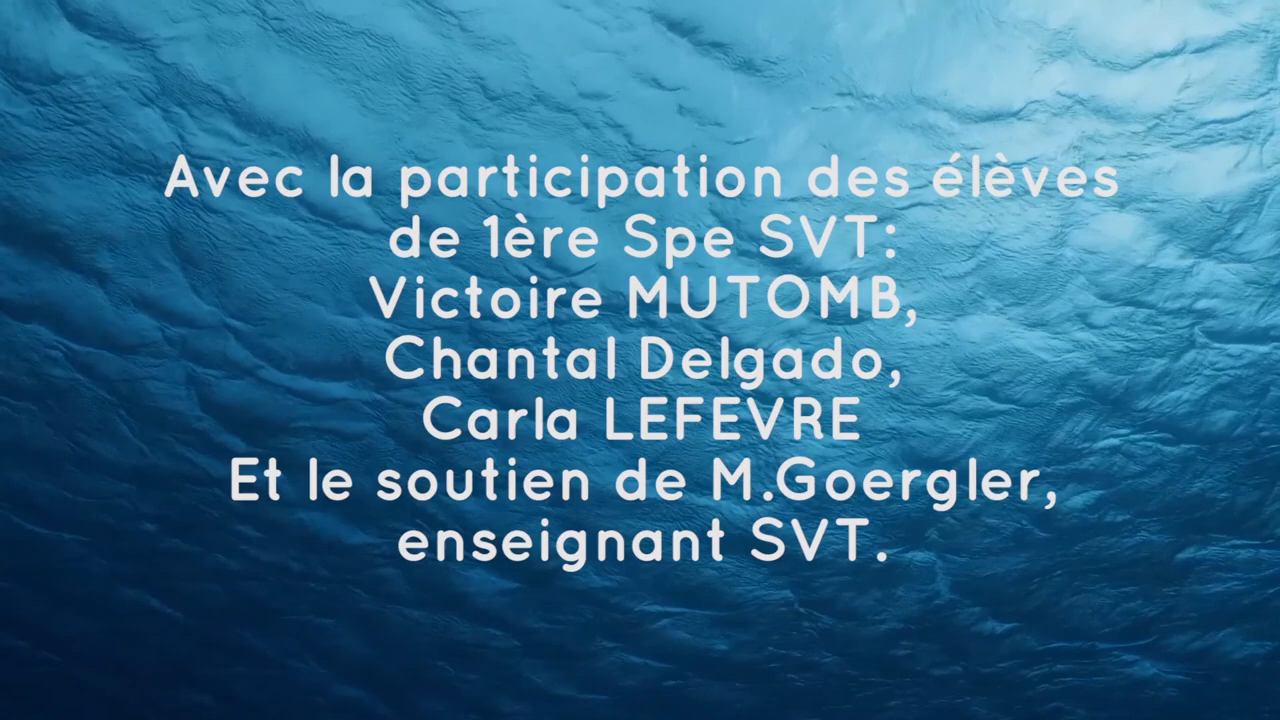 Avec la participation des élèves
de 1ère Spe SVT:
Victoire MUTOMB,
Chantal Delgado,
Carla LEFEVRE
Et le soutien de M.Goergler,
enseignant SVT.